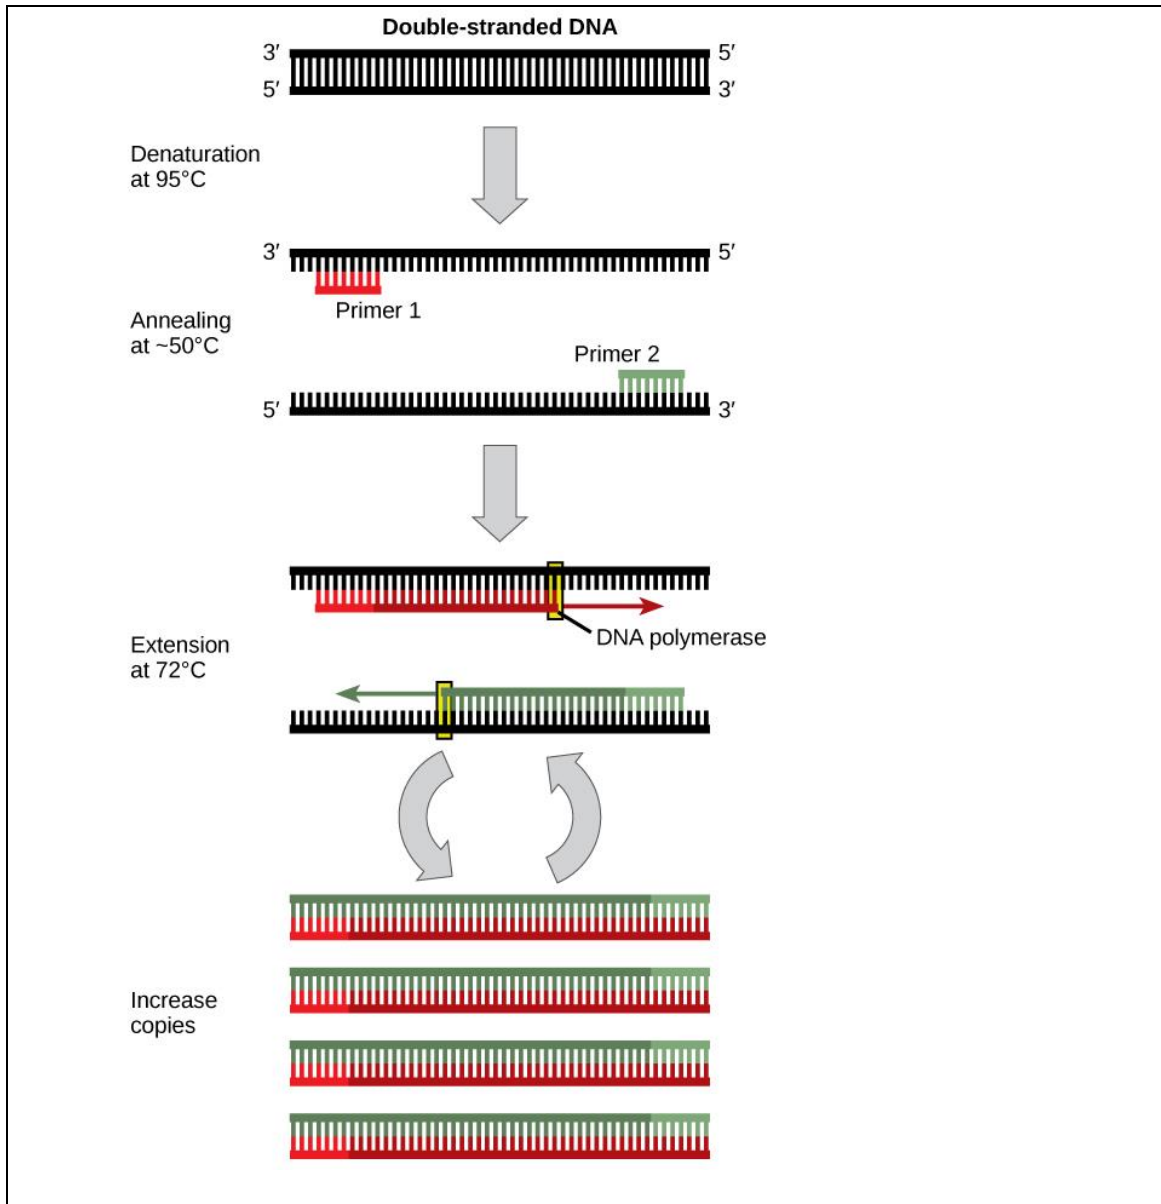 Double-stranded DNA
3′ 5′
5′ 3′
Denaturation
at 95°C
3′ 5′
Primer 1
Annealing
at ~50°C
Primer 2
5′ 3′
DNA polymerase
Extension
at 72°C
Increase
copies